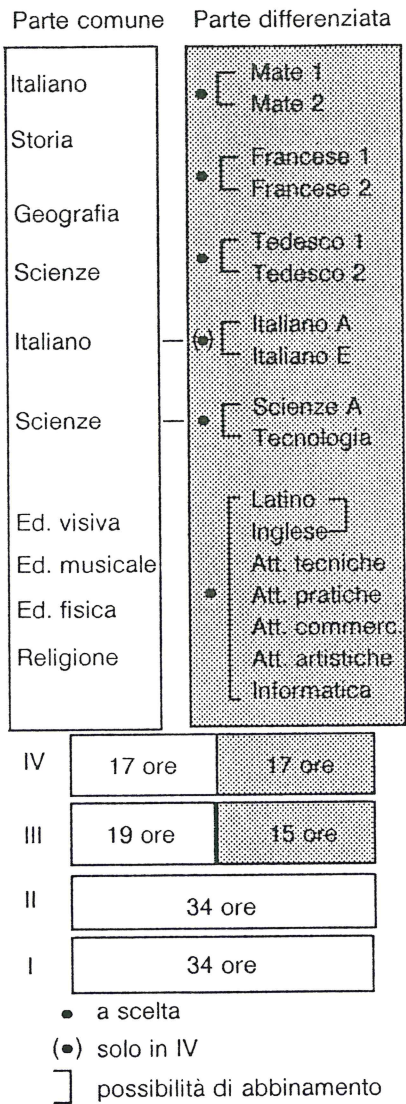 Parte comune Parte differenziata
Italiano
Storia
Geografia
Scienze
Italiano
Scienze
Ed. visiva
Ed. musicale
Ed. fisica
Religione
Mate 1
Mate 2
Francese 1
Francese 2
Tedesco 1
Tedesco 2
(•) Italiano A
Italiano E
Scienze A
Tecnologia
Latino
Inglese
Att. tecniche
Att. pratiche
Att. commerc.
Att. artistiche
Informatica
IV 17 ore 17 ore
III 19 ore 15 ore
II 34 ore
I 34 ore
• a scelta
(•) solo in IV
possibilità di abbinamento